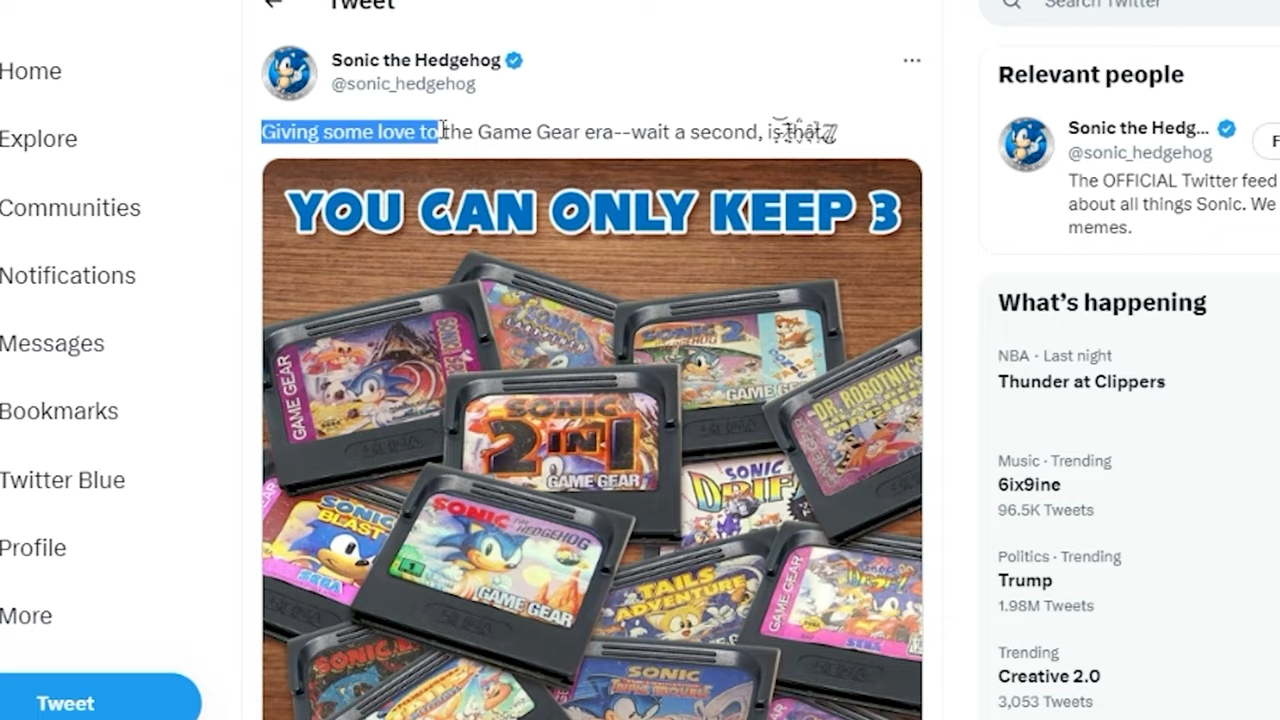 Tweet
Search Twitter
Home
Explore
Communities
Notifications
Messages
Bookmarks
Twitter Blue
Profile
More
Tweet
Sonic the Hedgehog
@sonic_hedgehog
Giving some love to the Game Gear era--wait a second, is that
YOU CAN ONLY KEEP 3
GAME GEAR
SONIC 2
GAME GEAR
DR. ROBOTNIK'S
SONIC
2 IN 1
GAME GEAR
SONIC
SONIC
BLAST
SEGA
SONIC THE HEDGEHOG
GAME GEAR
TAILS
ADVENTURE
GAME GEAR
SEGA
SONIC
TRIPLE TROUBLE
Relevant people
Sonic the Hedg...
@sonic_hedgehog
The OFFICIAL Twitter feed
about all things Sonic. We
memes.
What's happening
NBA · Last night
Thunder at Clippers
Music · Trending
6ix9ine
96.5K Tweets
Politics · Trending
Trump
1.98M Tweets
Trending
Creative 2.0
3,053 Tweets